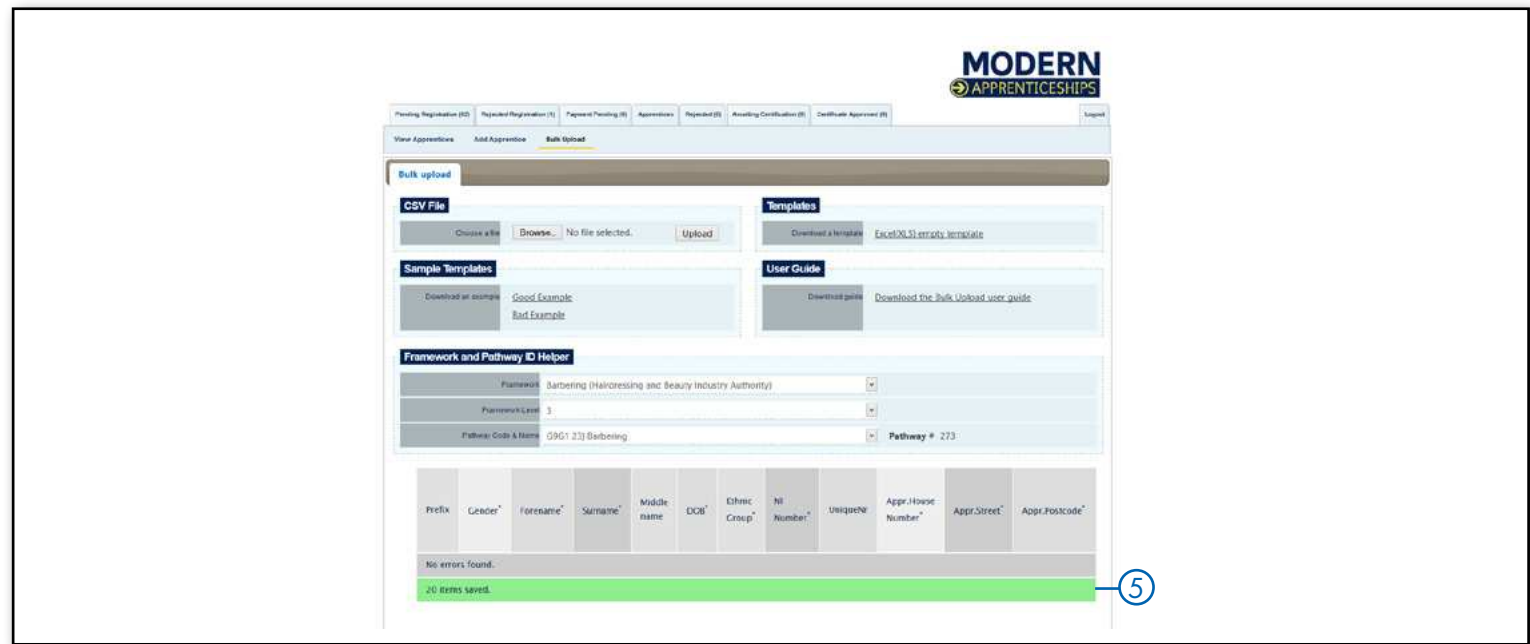 MODERN
APPRENTICESHIPS
Pending Registration (62) Rejected Registration (1) Payment Pending (0) Apprentices Rejected (0) Awaiting Certification (0) Certificate Approved (0) Logout
View Apprentices Add Apprentice Bulk Upload
Bulk upload
CSV File
Choose a file Browse... No file selected. Upload
Templates
Download a template Excel(XLS) empty template
Sample Templates
Download an example Good Example
Bad Example
User Guide
Download guide Download the Bulk Upload user guide
Framework and Pathway ID Helper
Framework Barbering (Hairdressing and Beauty Industry Authority)
Framework Level 3
Pathway Code & Name G9G1 23) Barbering Pathway # 273
Prefix Gender* Forename* Surname* Middle name DOB* Ethnic Group* NI Number* UniqueNr Appr.House Number* Appr.Street* Appr.Postcode*
No errors found.
20 items saved.
5